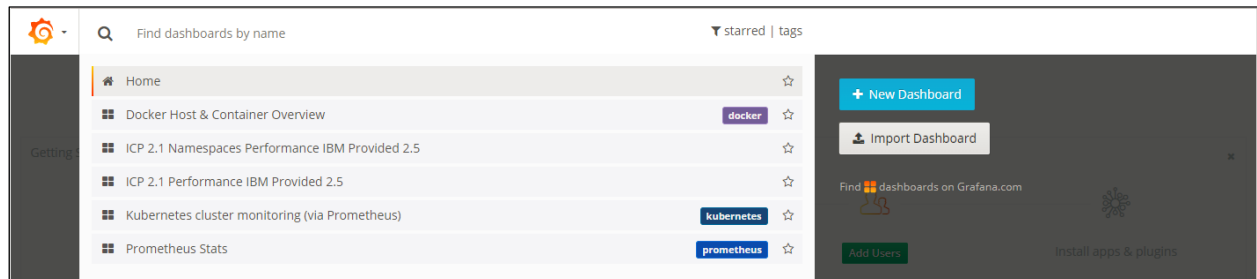 Find dashboards by name
starred | tags
Home
Docker Host & Container Overview
docker
ICP 2.1 Namespaces Performance IBM Provided 2.5
ICP 2.1 Performance IBM Provided 2.5
Kubernetes cluster monitoring (via Prometheus)
kubernetes
Prometheus Stats
prometheus
New Dashboard
Import Dashboard
Find dashboards on Grafana.com
Getting
Add Users
Install apps & plugins